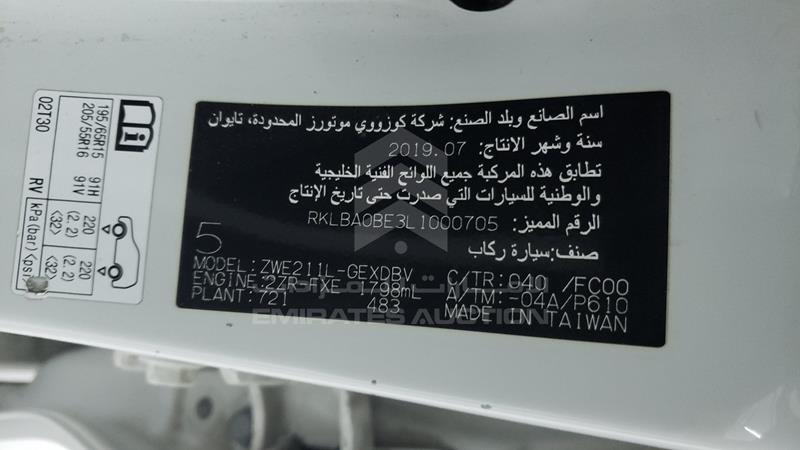 195/65R15 91H 220 (2.2) <32> 220 (2.2) <32>
205/55R16 91V
02T30 RV kPa(bar)
اسم الصانع وبلد الصنع: شركة كوزووي موتورز المحدودة، تايوان
سنة وشهر الانتاج: 2019.07
تطابق هذه المركبة جميع اللوائح الفنية الخليجية
والوطنية للسيارات التي صدرت حتى تاريخ الإنتاج
الرقم المميز: RKLBA0BE3L1000705
صنف: سيارة ركاب
5
MODEL: ZWE211L-GEXDBV C/TR: 040 /FC00
ENGINE: 2ZR-FXE 1798mL A/TM: -04A/P610
PLANT: 721 483 MADE IN TAIWAN
الإمارات للمزادات
EMIRATES AUCTION